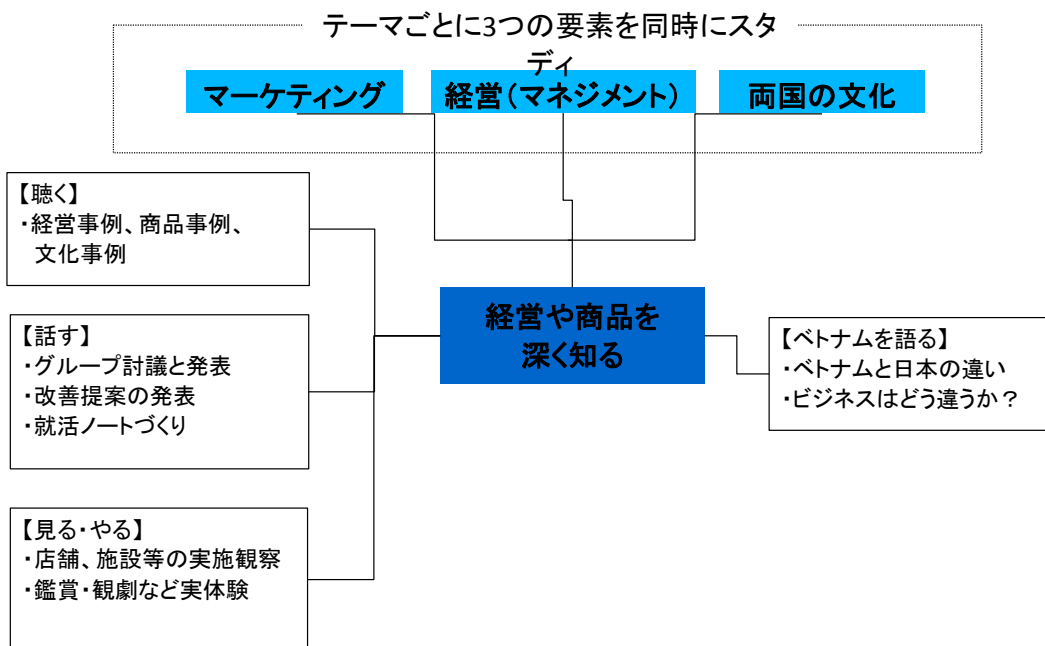 テーマごとに3つの要素を同時にスタ
ディ
マーケティング
経営(マネジメント)
両国の文化
【聴く】
・経営事例、商品事例、
文化事例
経営や商品を
深く知る
【話す】
・グループ討議と発表
・改善提案の発表
・就活ノートづくり
【ベトナムを語る】
・ベトナムと日本の違い
・ビジネスはどう違うか?
【見る・やる】
・店舗、施設等の実施観察
・鑑賞・観劇など実体験